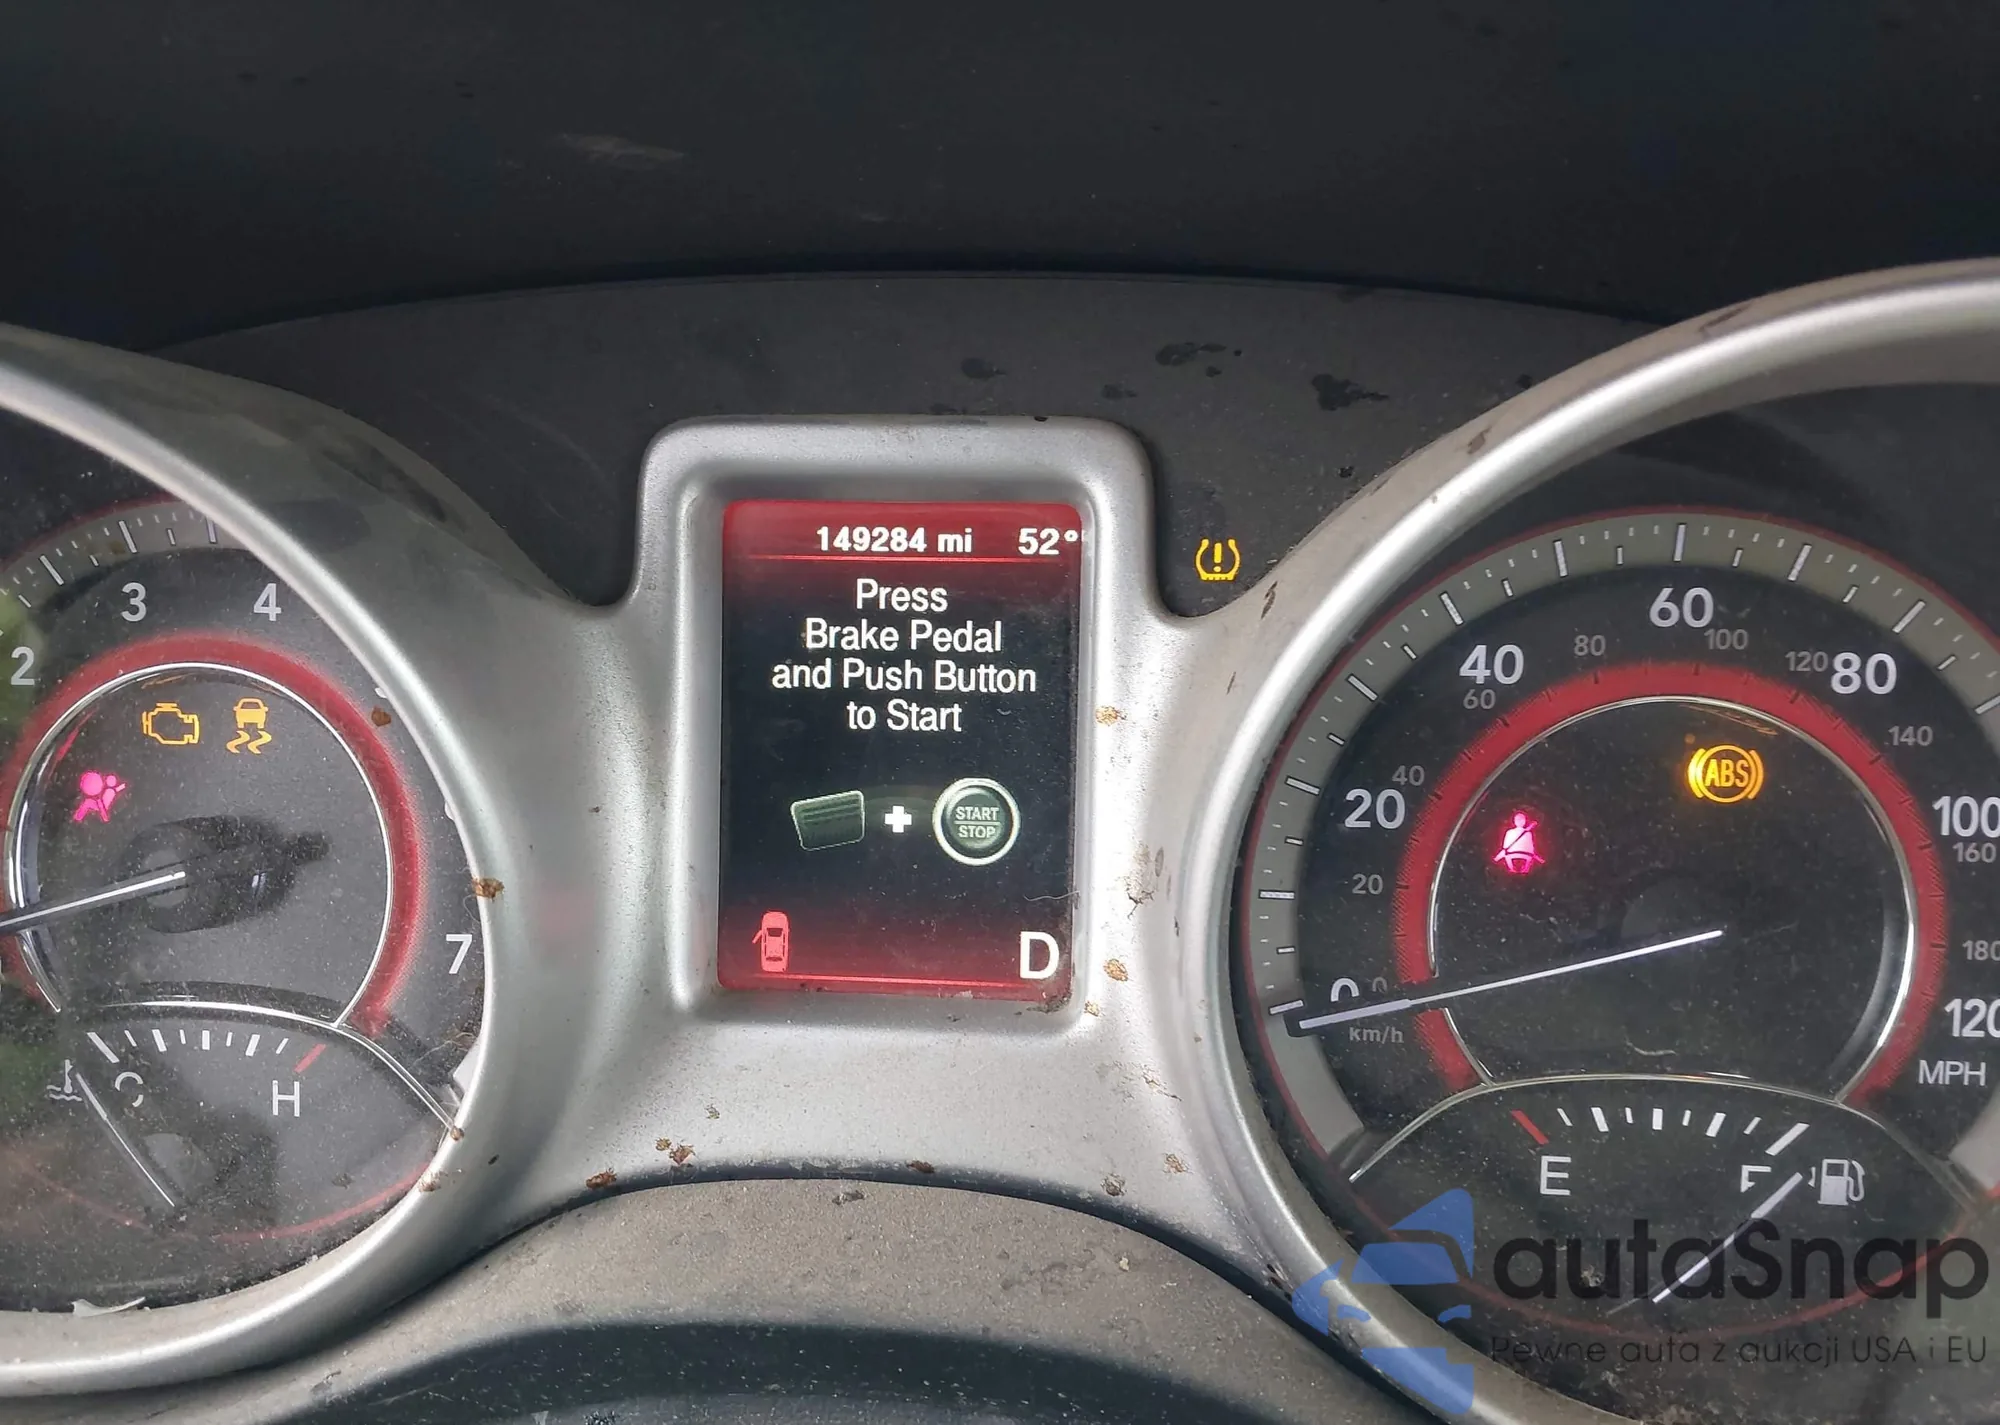 149284 mi 52°
Press
Brake Pedal
and Push Button
to Start
START
STOP
D
2 3 4 7
C H
0 20 40 60 80 100 120
MPH
0 20 40 60 80 100 120 140 160 180
km/h
ABS
E F
autaSnap
Pewne auta z aukcji USA i EU